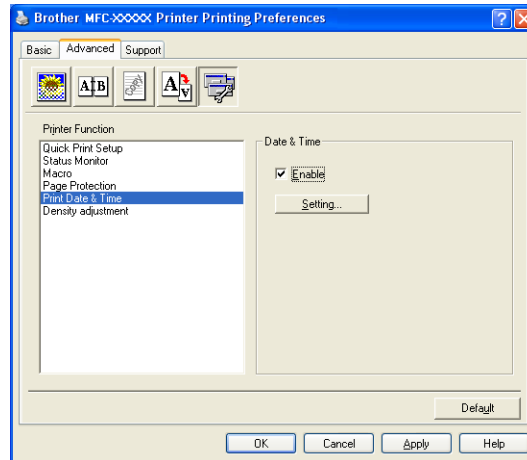 Brother MFC-XXXXX Printer Printing Preferences
Basic
Advanced
Support
A B
A
A
Printer Function
Quick Print Setup
Status Monitor
Macro
Page Protection
Print Date & Time
Density adjustment
Date & Time
Enable
Setting...
Default
OK
Cancel
Apply
Help